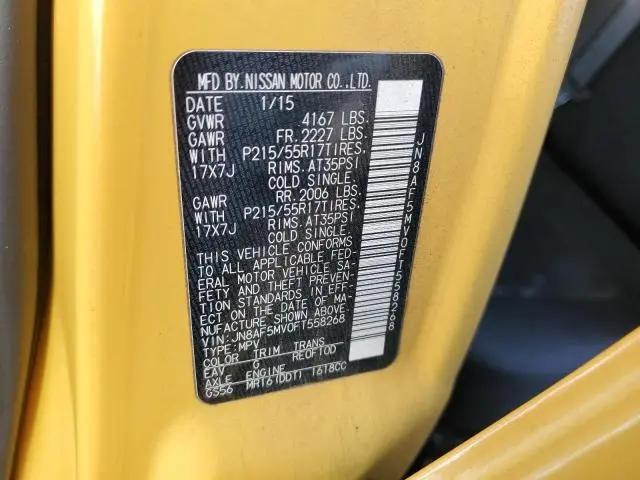 MFD BY.NISSAN MOTOR CO.,LTD.
DATE 1/15
GVWR 4167 LBS.
GAWR FR. 2227 LBS.
WITH P215/55R17TIRES.
17X7J RIMS. AT35PSI
COLD SINGLE.
GAWR RR. 2006 LBS.
WITH P215/55R17TIRES.
17X7J RIMS. AT35PSI
COLD SINGLE.
THIS VEHICLE CONFORMS
TO ALL APPLICABLE FED-
ERAL MOTOR VEHICLE SA-
FETY AND THEFT PREVEN-
TION STANDARDS IN EFF-
ECT ON THE DATE OF MA-
NUFACTURE SHOWN ABOVE.
VIN:JN8AF5MV0FT558268
TYPE:MPV
COLOR TRIM TRANS
EAV G RE0F10D
AXLE ENGINE
GS56 MR16(DDT) 1618CC
JN8AF5MV0FT558268